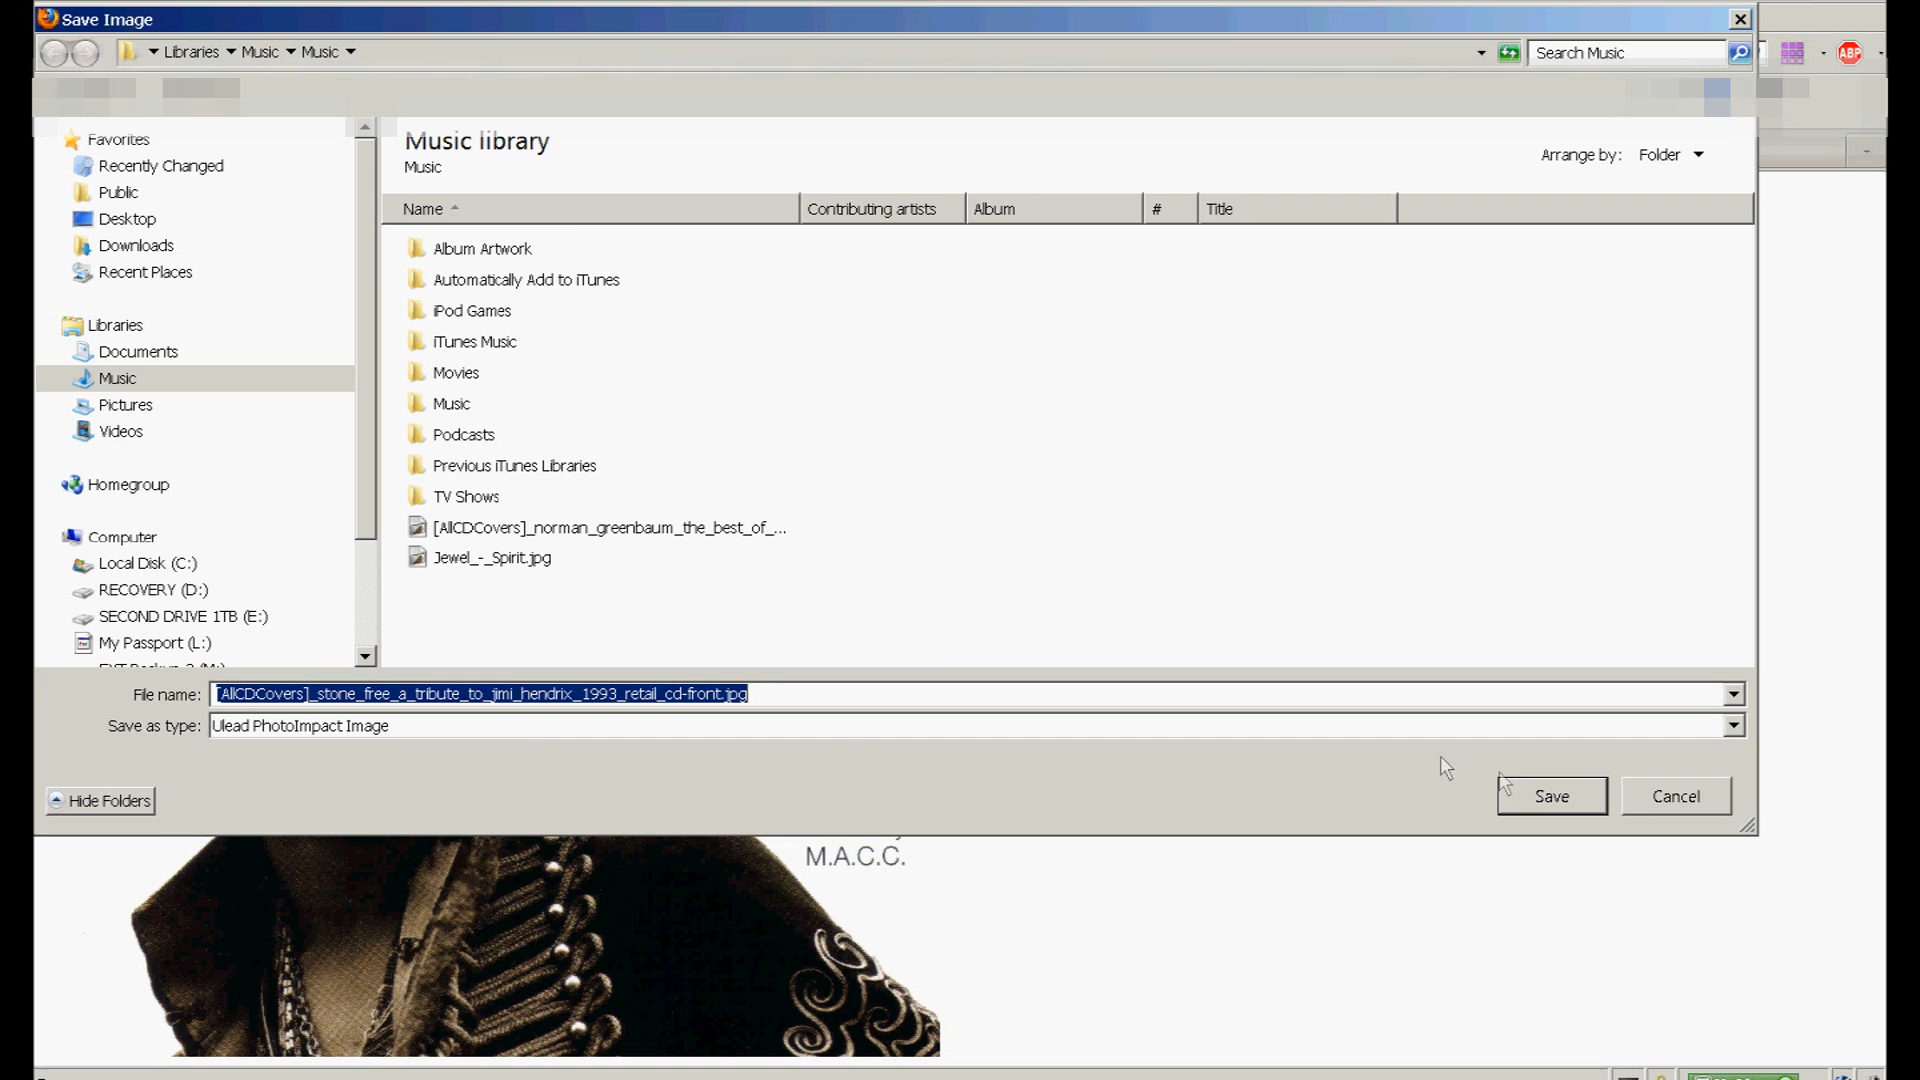 Save Image
Libraries Music Music
Search Music
ABP
Favorites
Recently Changed
Public
Desktop
Downloads
Recent Places
Libraries
Documents
Music
Pictures
Videos
Homegroup
Computer
Local Disk (C:)
RECOVERY (D:)
SECOND DRIVE 1TB (E:)
My Passport (L:)
Music library
Music
Arrange by: Folder
Name Contributing artists Album # Title
Album Artwork
Automatically Add to iTunes
iPod Games
iTunes Music
Movies
Music
Podcasts
Previous iTunes Libraries
TV Shows
[AllCDCovers]_norman_greenbaum_the_best_of_...
Jewel_-_Spirit.jpg
File name: [AllCDCovers]_stone_free_a_tribute_to_jimi_hendrix_1993_retail_cd-front.jpg
Save as type: Ulead PhotoImpact Image
Hide Folders
Save
Cancel
M.A.C.C.